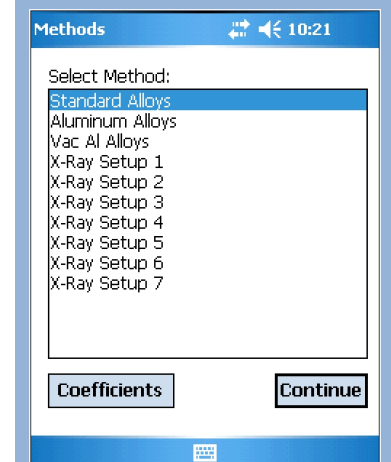 Methods 10:21
Select Method:
Standard Alloys
Aluminum Alloys
Vac Al Alloys
X-Ray Setup 1
X-Ray Setup 2
X-Ray Setup 3
X-Ray Setup 4
X-Ray Setup 5
X-Ray Setup 6
X-Ray Setup 7
Coefficients Continue